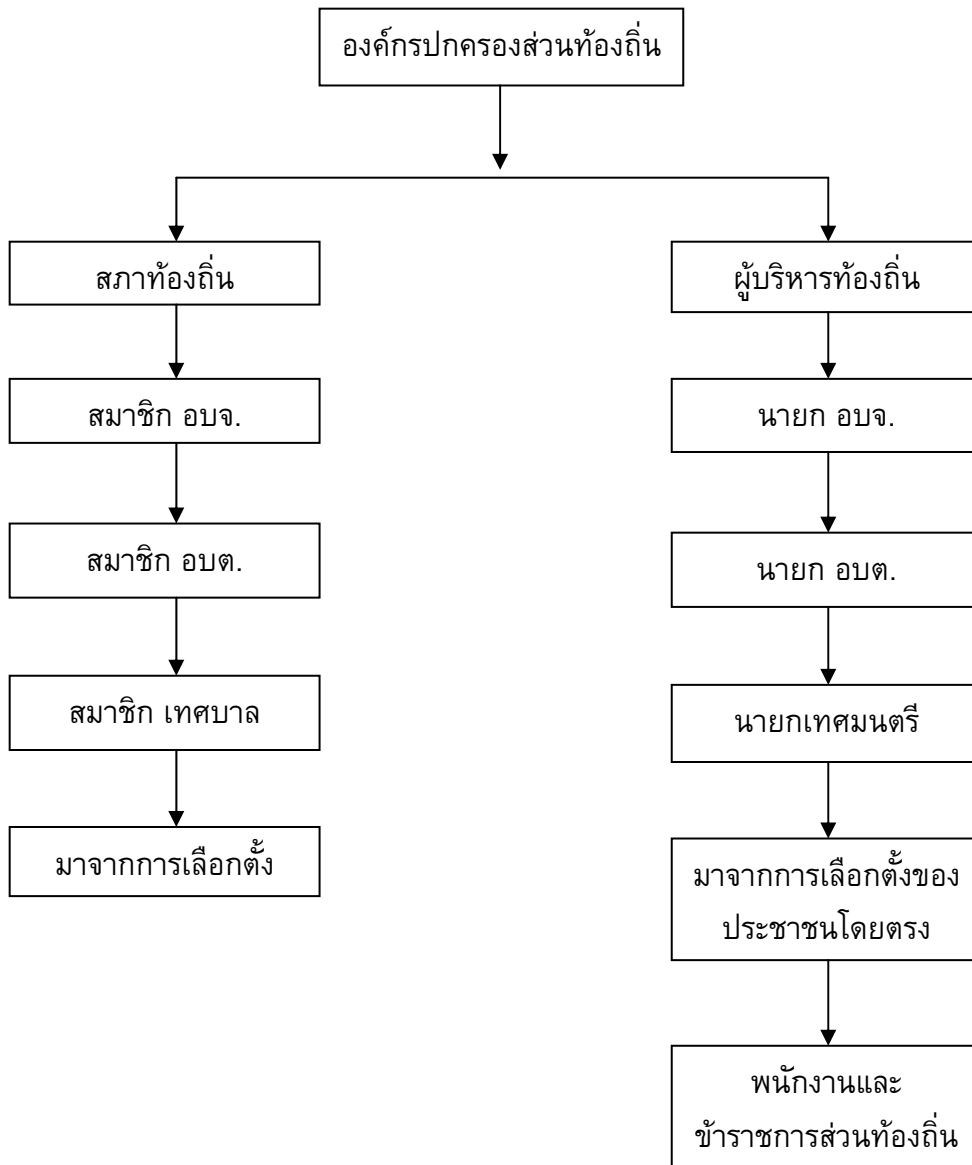 องค์กรปกครองส่วนท้องถิ่น
สภาท้องถิ่น
สมาชิก อบจ.
สมาชิก อบต.
สมาชิก เทศบาล
มาจากการเลือกตั้ง
ผู้บริหารท้องถิ่น
นายก อบจ.
นายก อบต.
นายกเทศมนตรี
มาจากการเลือกตั้งของ
ประชาชนโดยตรง
พนักงานและ
ข้าราชการส่วนท้องถิ่น